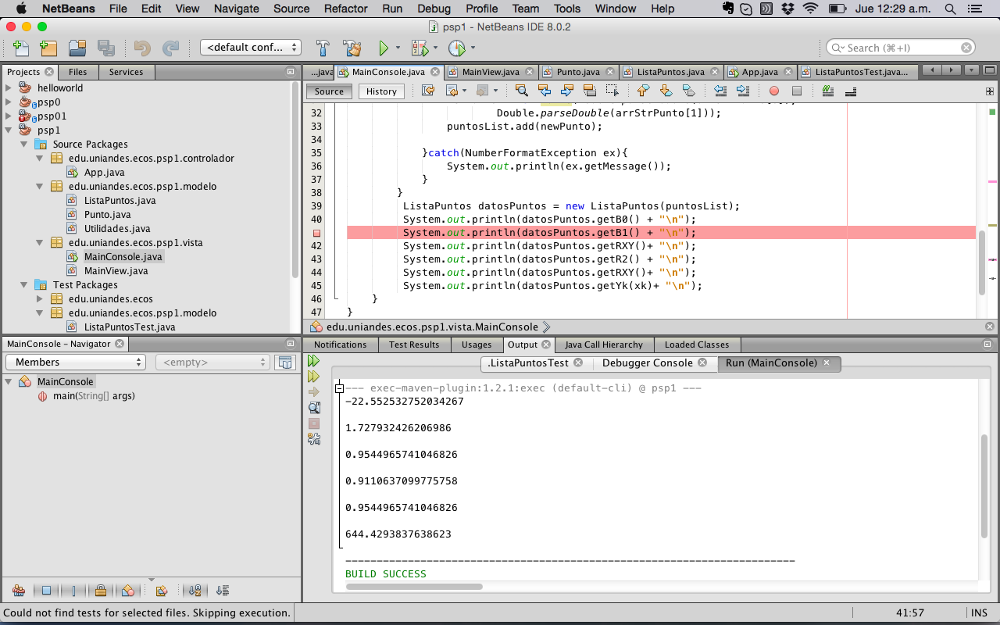 NetBeans File Edit View Navigate Source Refactor Run Debug Profile Team Tools Window Help Jue 12:29 a.m.
psp1 - NetBeans IDE 8.0.2
<default conf... Search (⌘+I)
Projects Files Services
helloworld
psp0
psp01
psp1
Source Packages
edu.uniandes.ecos.psp1.controlador
App.java
edu.uniandes.ecos.psp1.modelo
ListaPuntos.java
Punto.java
Utilidades.java
edu.uniandes.ecos.psp1.vista
MainConsole.java
MainView.java
Test Packages
edu.uniandes.ecos
edu.uniandes.ecos.psp1.modelo
ListaPuntosTest.java
MainConsole - Navigator
Members <empty>
MainConsole
main(String[] args)
...java MainConsole.java MainView.java Punto.java ListaPuntos.java App.java ListaPuntosTest.java...
Source History
32 Double.parseDouble(arrStrPunto[1]));
33 puntosList.add(newPunto);
34
35 }catch(NumberFormatException ex){
36 System.out.println(ex.getMessage());
37 }
38 }
39 ListaPuntos datosPuntos = new ListaPuntos(puntosList);
40 System.out.println(datosPuntos.getB0() + "\n");
System.out.println(datosPuntos.getB1() + "\n");
42 System.out.println(datosPuntos.getRXY()+ "\n");
43 System.out.println(datosPuntos.getR2() + "\n");
44 System.out.println(datosPuntos.getRXY()+ "\n");
45 System.out.println(datosPuntos.getYk(xk)+ "\n");
46 }
47 }
edu.uniandes.ecos.psp1.vista.MainConsole
Notifications Test Results Usages Output Java Call Hierarchy Loaded Classes
.ListaPuntosTest Debugger Console Run (MainConsole)
--- exec-maven-plugin:1.2.1:exec (default-cli) @ psp1 ---
-22.552532752034267
1.727932426206986
0.9544965741046826
0.9110637099775758
0.9544965741046826
644.4293837638623
------------------------------------------------------------------------
BUILD SUCCESS
Could not find tests for selected files. Skipping execution. 41:57 INS